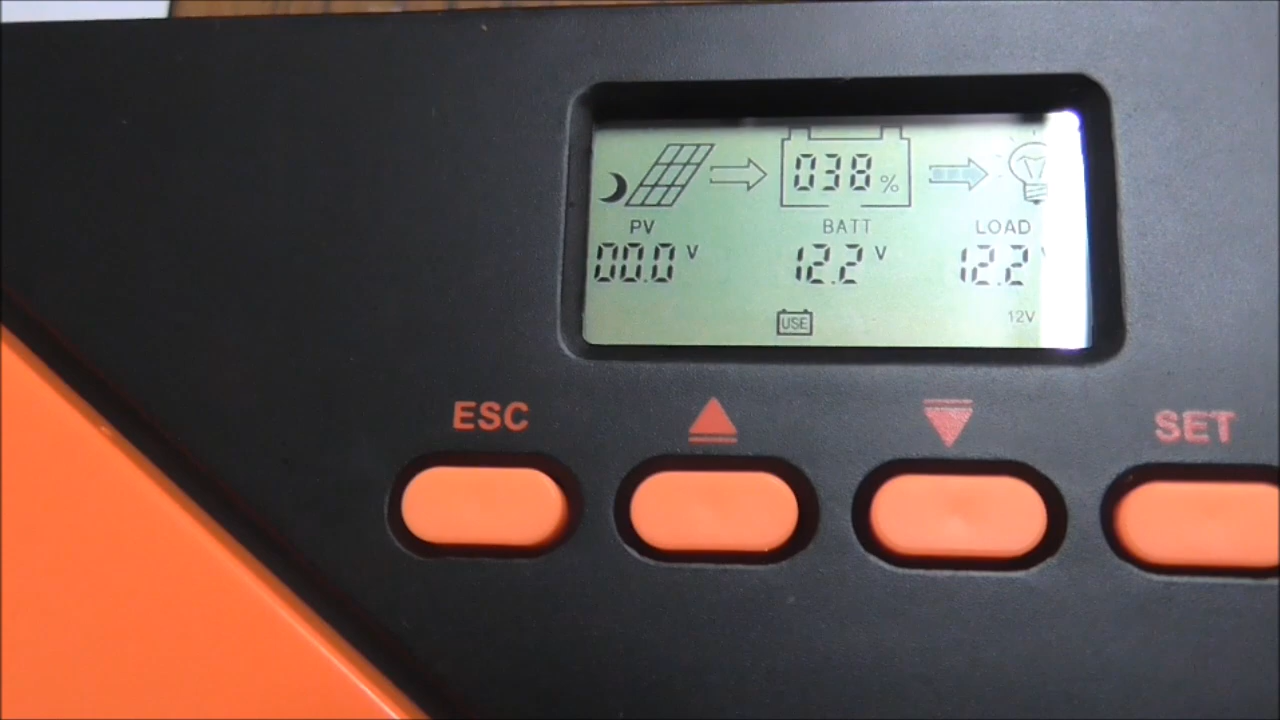 038%
PV BATT LOAD
00.0 V 12.2 V 12.2 V
USE 12V
ESC SET